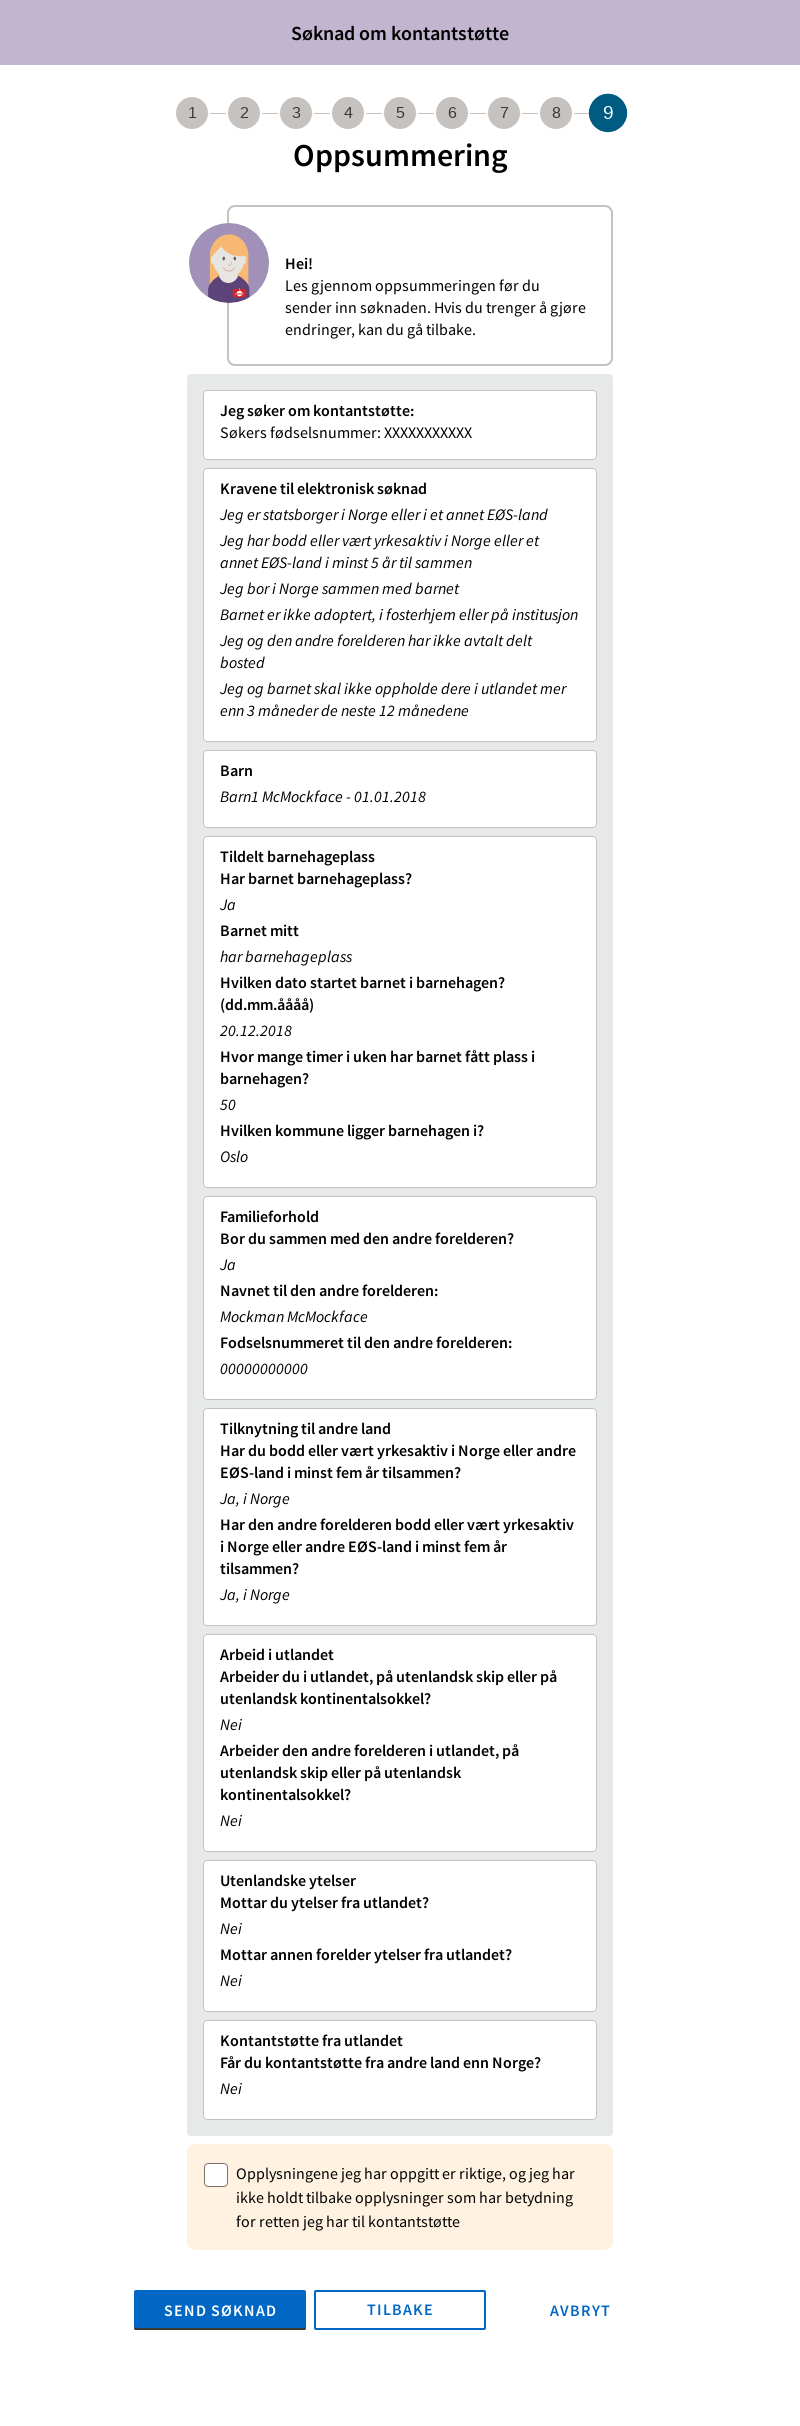 Søknad om kontantstøtte
1 2 3 4 5 6 7 8 9
Oppsummering
Hei!
Les gjennom oppsummeringen før du
sender inn søknaden. Hvis du trenger å gjøre
endringer, kan du gå tilbake.
Jeg søker om kontantstøtte:
Søkers fødselsnummer: XXXXXXXXXXX
Kravene til elektronisk søknad
Jeg er statsborger i Norge eller i et annet EØS-land
Jeg har bodd eller vært yrkesaktiv i Norge eller et
annet EØS-land i minst 5 år til sammen
Jeg bor i Norge sammen med barnet
Barnet er ikke adoptert, i fosterhjem eller på institusjon
Jeg og den andre forelderen har ikke avtalt delt
bosted
Jeg og barnet skal ikke oppholde dere i utlandet mer
enn 3 måneder de neste 12 månedene
Barn
Barn1 McMockface - 01.01.2018
Tildelt barnehageplass
Har barnet barnehageplass?
Ja
Barnet mitt
har barnehageplass
Hvilken dato startet barnet i barnehagen?
(dd.mm.åååå)
20.12.2018
Hvor mange timer i uken har barnet fått plass i
barnehagen?
50
Hvilken kommune ligger barnehagen i?
Oslo
Familieforhold
Bor du sammen med den andre forelderen?
Ja
Navnet til den andre forelderen:
Mockman McMockface
Fodselsnummeret til den andre forelderen:
00000000000
Tilknytning til andre land
Har du bodd eller vært yrkesaktiv i Norge eller andre
EØS-land i minst fem år tilsammen?
Ja, i Norge
Har den andre forelderen bodd eller vært yrkesaktiv
i Norge eller andre EØS-land i minst fem år
tilsammen?
Ja, i Norge
Arbeid i utlandet
Arbeider du i utlandet, på utenlandsk skip eller på
utenlandsk kontinentalsokkel?
Nei
Arbeider den andre forelderen i utlandet, på
utenlandsk skip eller på utenlandsk
kontinentalsokkel?
Nei
Utenlandske ytelser
Mottar du ytelser fra utlandet?
Nei
Mottar annen forelder ytelser fra utlandet?
Nei
Kontantstøtte fra utlandet
Får du kontantstøtte fra andre land enn Norge?
Nei
Opplysningene jeg har oppgitt er riktige, og jeg har
ikke holdt tilbake opplysninger som har betydning
for retten jeg har til kontantstøtte
SEND SØKNAD TILBAKE AVBRYT